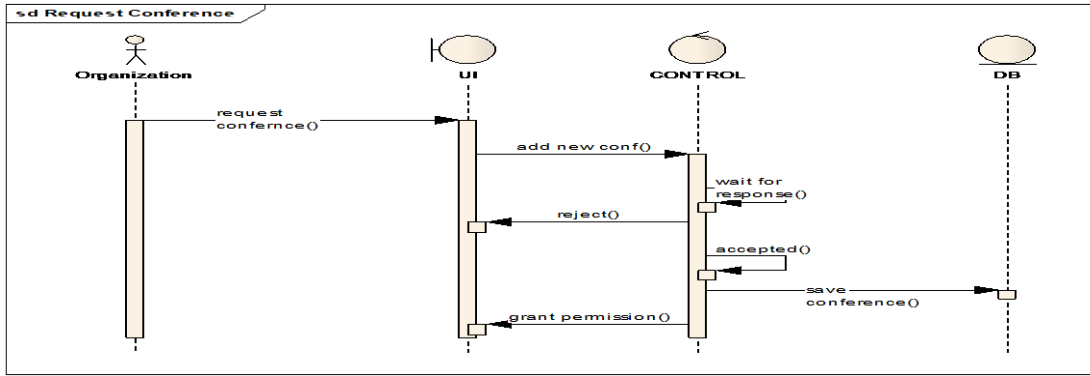 sd Request Conference
Organization
UI
CONTROL
DB
request
confernce()
add new conf()
wait for
response()
reject()
accepted()
save
conference()
grant permission()